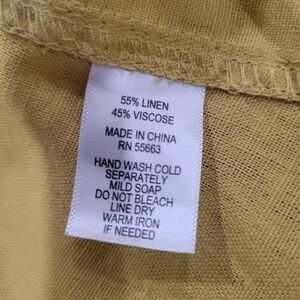 55% LINEN
45% VISCOSE
MADE IN CHINA
RN 55663
HAND WASH COLD
SEPARATELY
MILD SOAP
DO NOT BLEACH
LINE DRY
WARM IRON
IF NEEDED